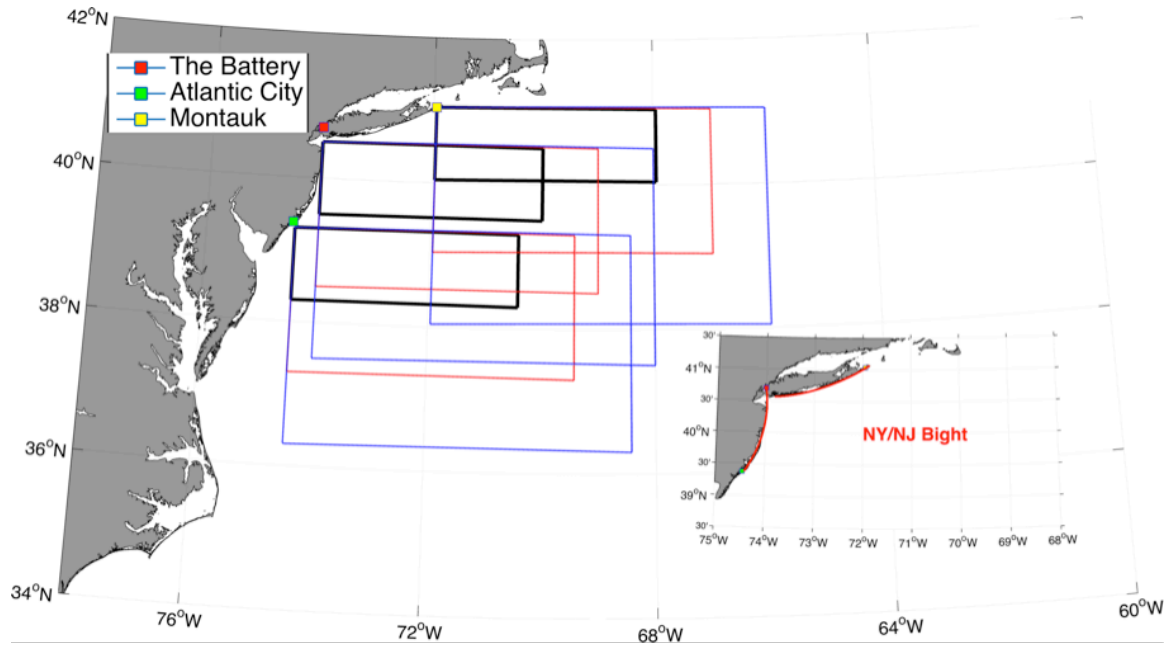 42°N
The Battery
Atlantic City
Montauk
40°N
38°N
36°N
34°N
76°W
72°W
68°W
64°W
60°W
30'
41°N
30'
40°N
30'
39°N
30'
75°W
74°W
73°W
72°W
71°W
70°W
69°W
68°W
NY/NJ Bight